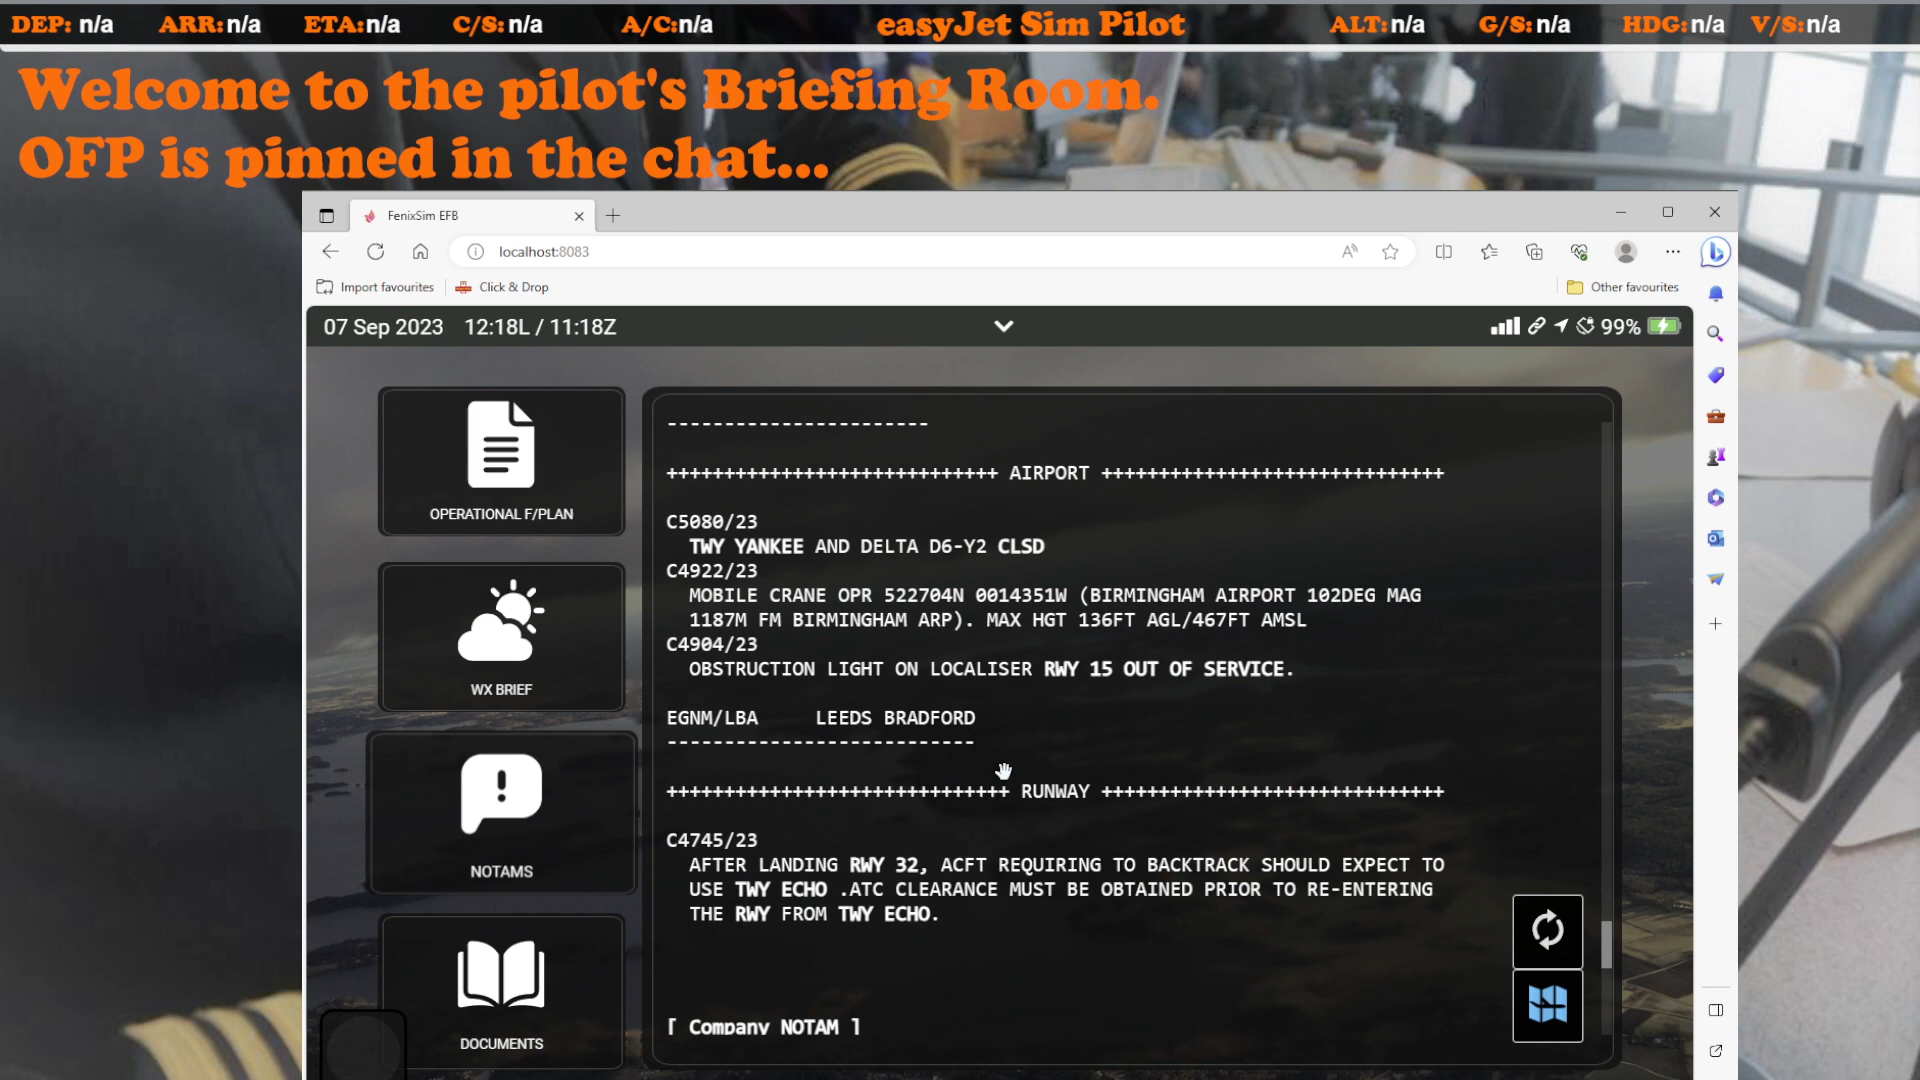 DEP: n/a ARR: n/a ETA: n/a C/S: n/a A/C: n/a easyJet Sim Pilot ALT: n/a G/S: n/a HDG: n/a V/S: n/a
Welcome to the pilot's Briefing Room.
OFP is pinned in the chat...
FenixSim EFB
localhost:8083
Import favourites Click & Drop Other favourites
07 Sep 2023 12:18L / 11:18Z 99%
OPERATIONAL F/PLAN
WX BRIEF
NOTAMS
DOCUMENTS
-----------------------
+++++++++++++++++++++++++++++ AIRPORT ++++++++++++++++++++++++++++++
C5080/23
TWY YANKEE AND DELTA D6-Y2 CLSD
C4922/23
MOBILE CRANE OPR 522704N 0014351W (BIRMINGHAM AIRPORT 102DEG MAG
1187M FM BIRMINGHAM ARP). MAX HGT 136FT AGL/467FT AMSL
C4904/23
OBSTRUCTION LIGHT ON LOCALISER RWY 15 OUT OF SERVICE.
EGNM/LBA LEEDS BRADFORD
---------------------------
++++++++++++++++++++++++++++++ RUNWAY ++++++++++++++++++++++++++++++
C4745/23
AFTER LANDING RWY 32, ACFT REQUIRING TO BACKTRACK SHOULD EXPECT TO
USE TWY ECHO .ATC CLEARANCE MUST BE OBTAINED PRIOR TO RE-ENTERING
THE RWY FROM TWY ECHO.
[ Company NOTAM ]